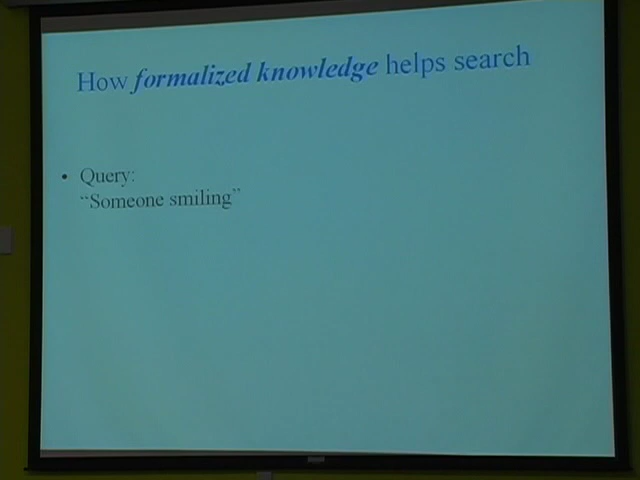 How formalized knowledge helps search
• Query:
“Someone smiling”